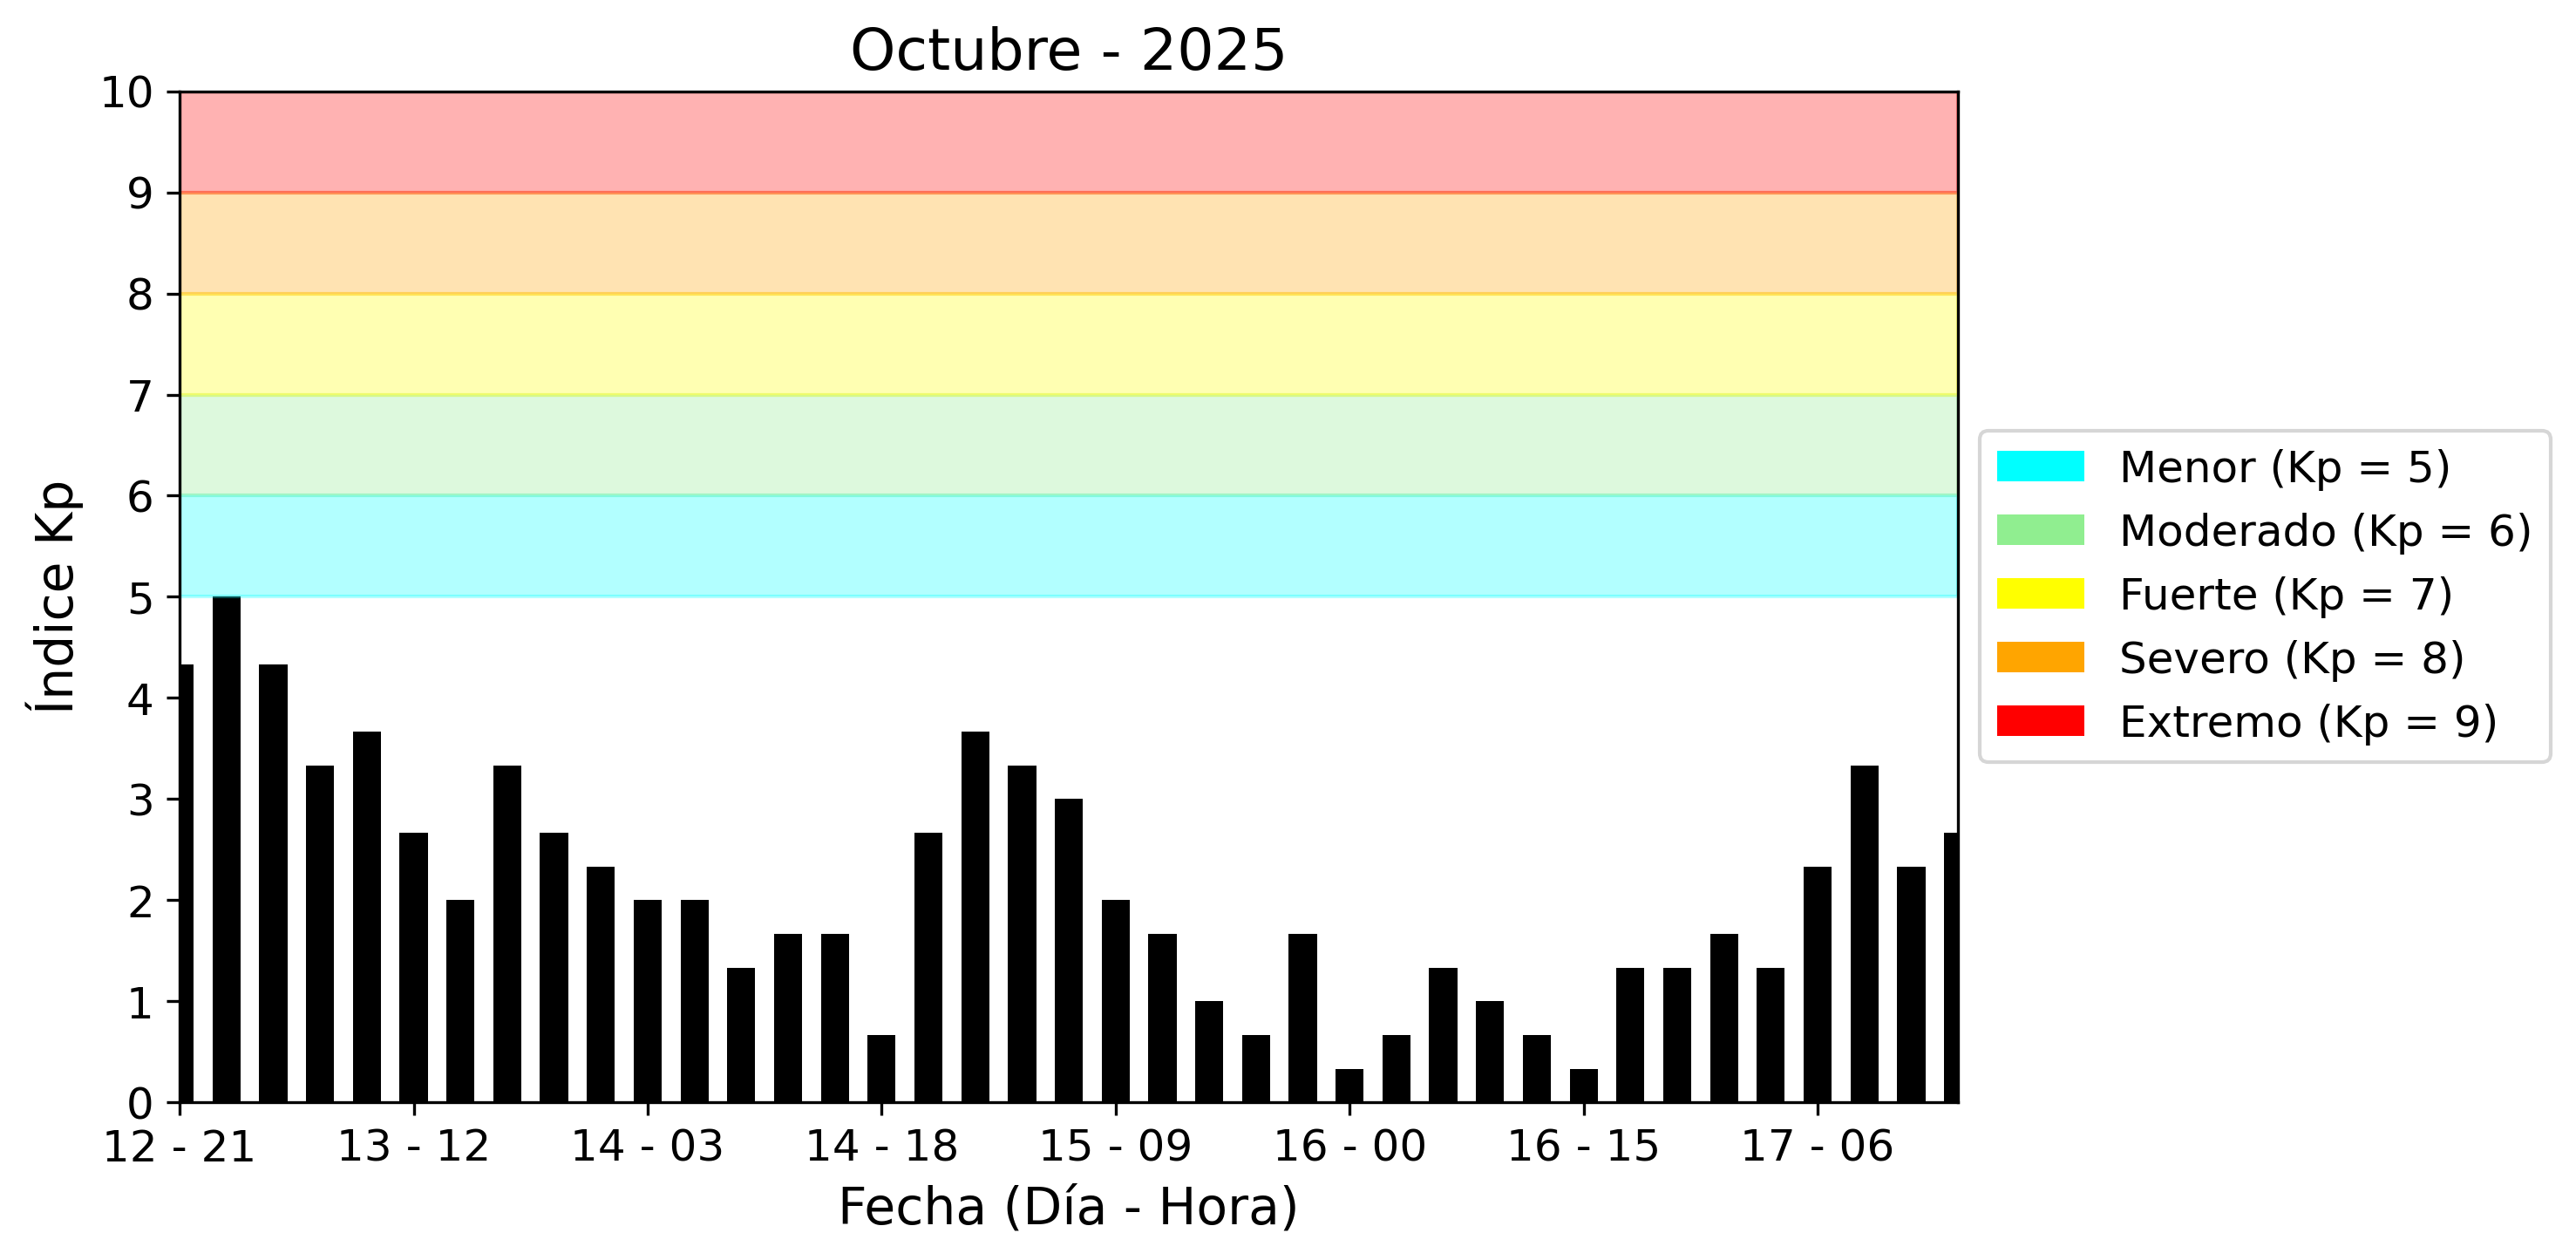 Octubre - 2025
10
9
8
7
6
5
4
3
2
1
0
Índice Kp
12 - 21 13 - 12 14 - 03 14 - 18 15 - 09 16 - 00 16 - 15 17 - 06
Fecha (Día - Hora)
Menor (Kp = 5)
Moderado (Kp = 6)
Fuerte (Kp = 7)
Severo (Kp = 8)
Extremo (Kp = 9)